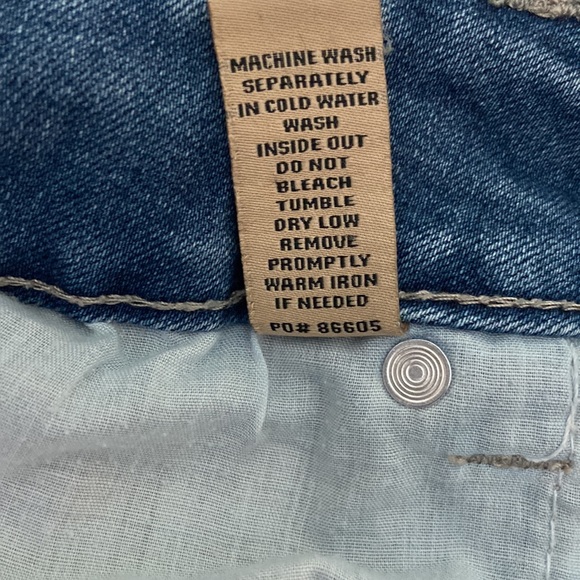 MACHINE WASH
SEPARATELY
IN COLD WATER
WASH
INSIDE OUT
DO NOT
BLEACH
TUMBLE
DRY LOW
REMOVE
PROMPTLY
WARM IRON
IF NEEDED
PO# 86605